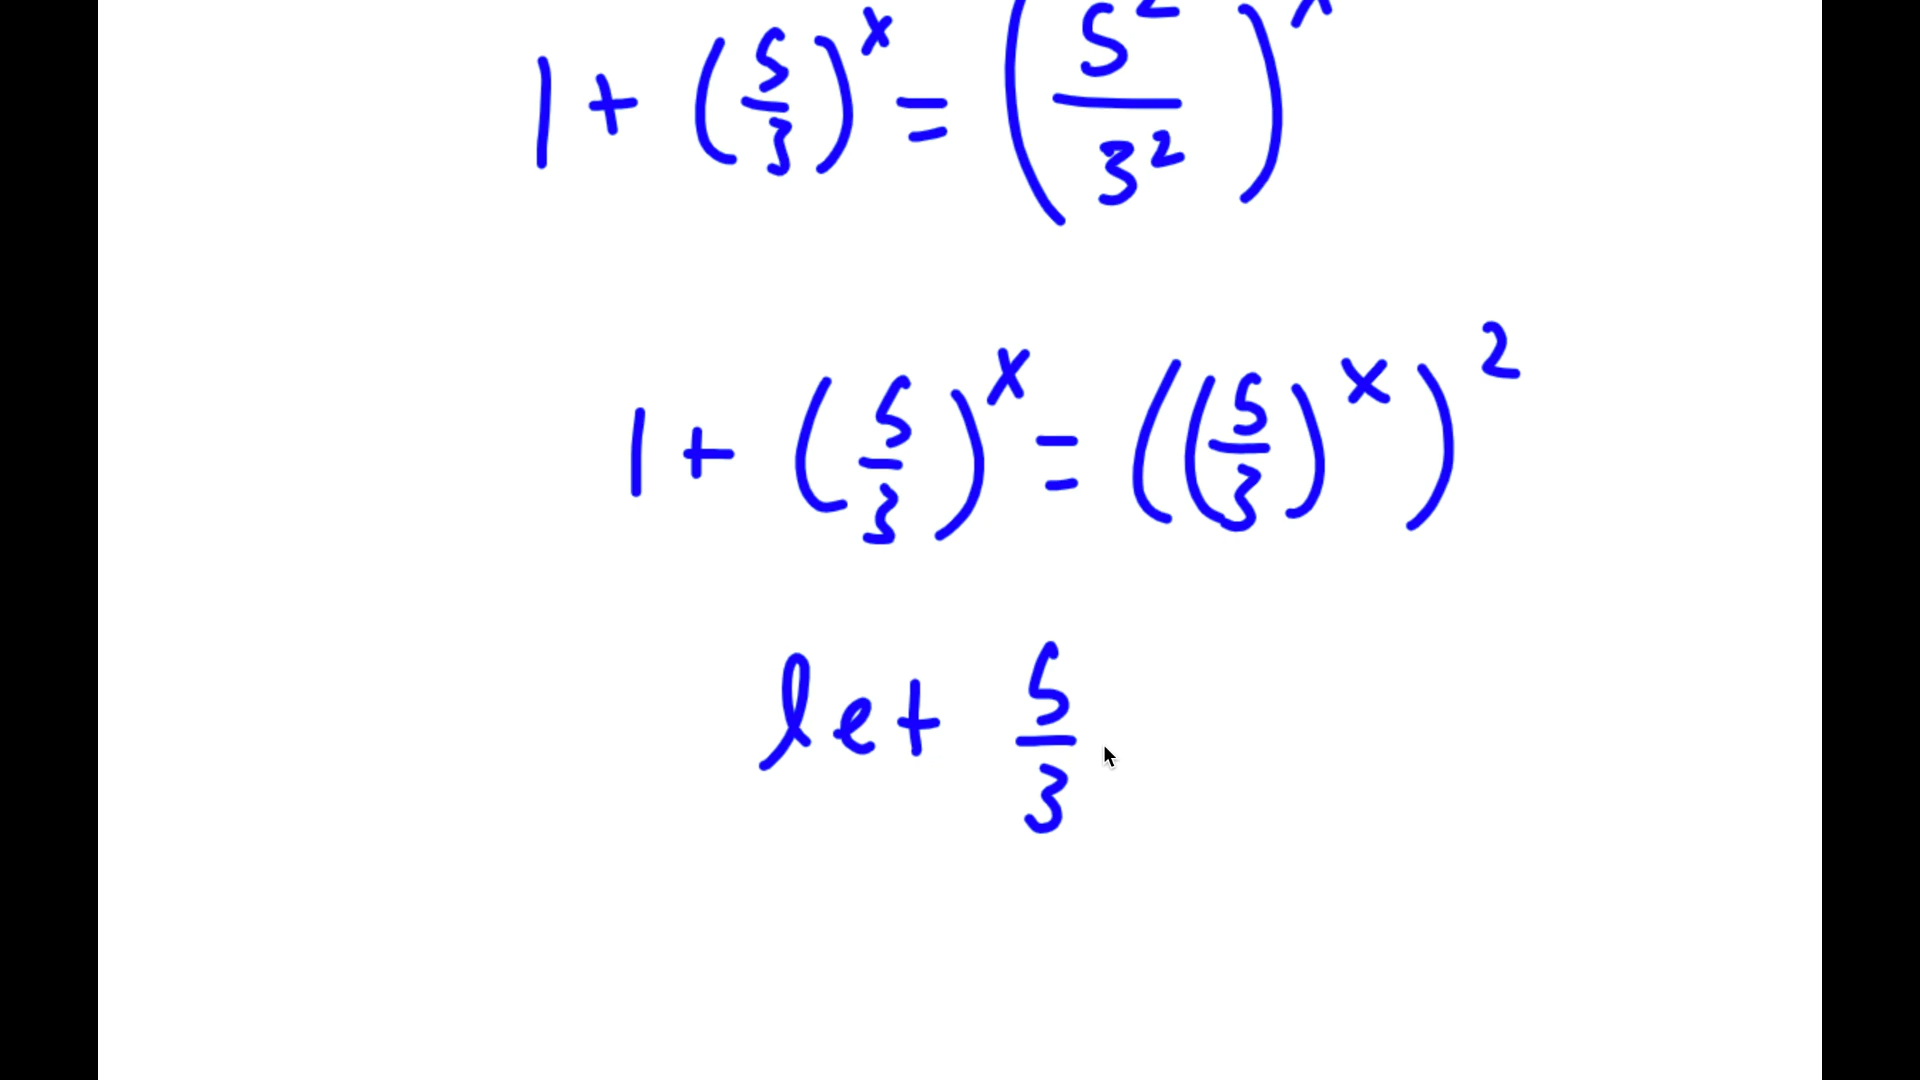 1 + (5/3)^x = (5^2/3^2)^x
1 + (5/3)^x = ((5/3)^x)^2
let 5/3